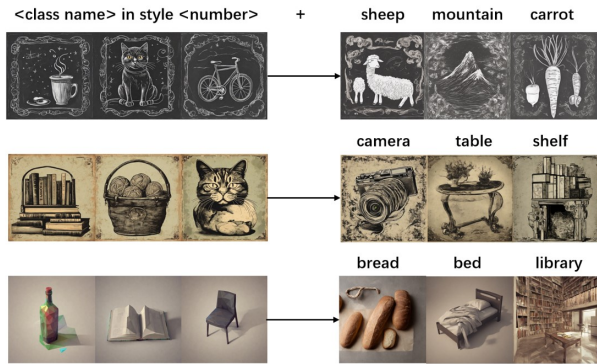 <class name> in style <number> + sheep mountain carrot
camera table shelf
bread bed library